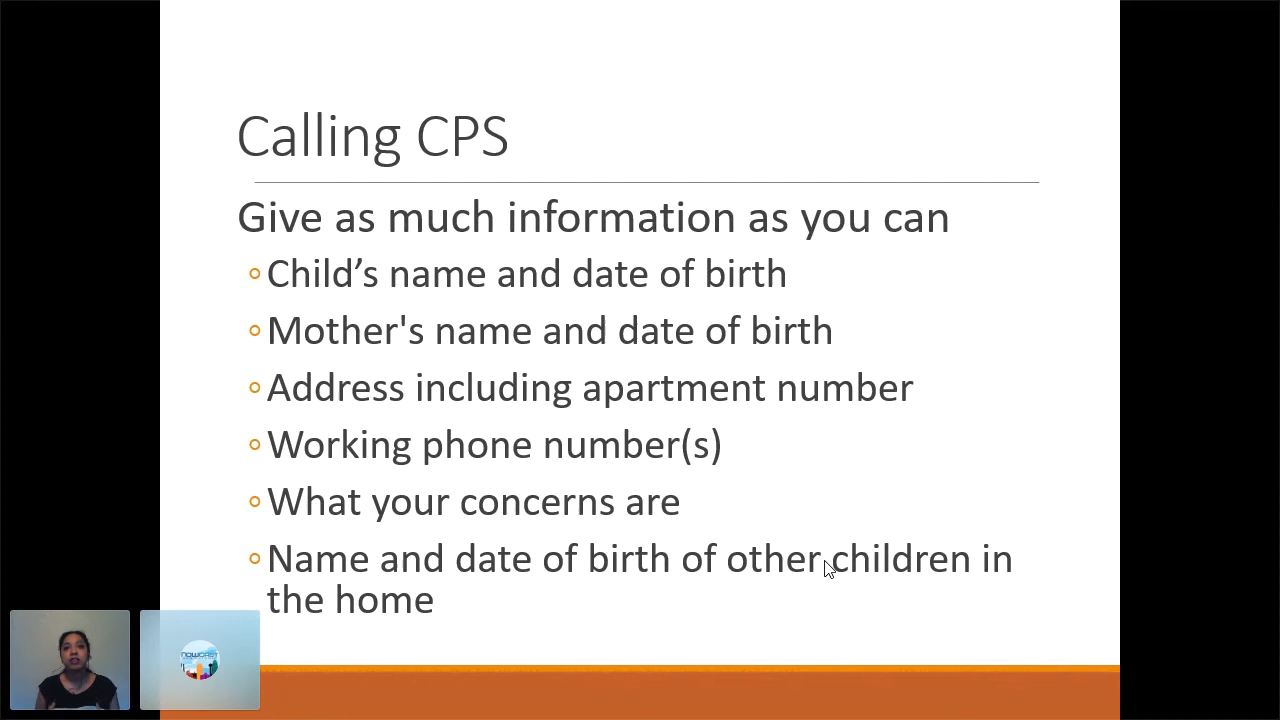 Calling CPS
Give as much information as you can
Child’s name and date of birth
Mother's name and date of birth
Address including apartment number
Working phone number(s)
What your concerns are
Name and date of birth of other children in
the home
NOWCAST